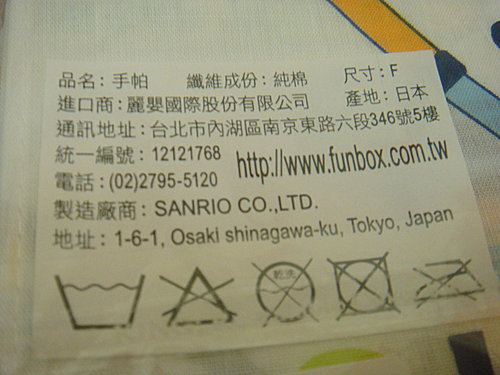 品名：手帕 纖維成份：純棉 尺寸：F
進口商：麗嬰國際股份有限公司 產地：日本
通訊地址：台北市內湖區南京東路六段346號5樓
統一編號：12121768 http://www.funbox.com.tw
電話：(02)2795-5120
製造廠商：SANRIO CO.,LTD.
地址：1-6-1, Osaki shinagawa-ku, Tokyo, Japan
乾洗